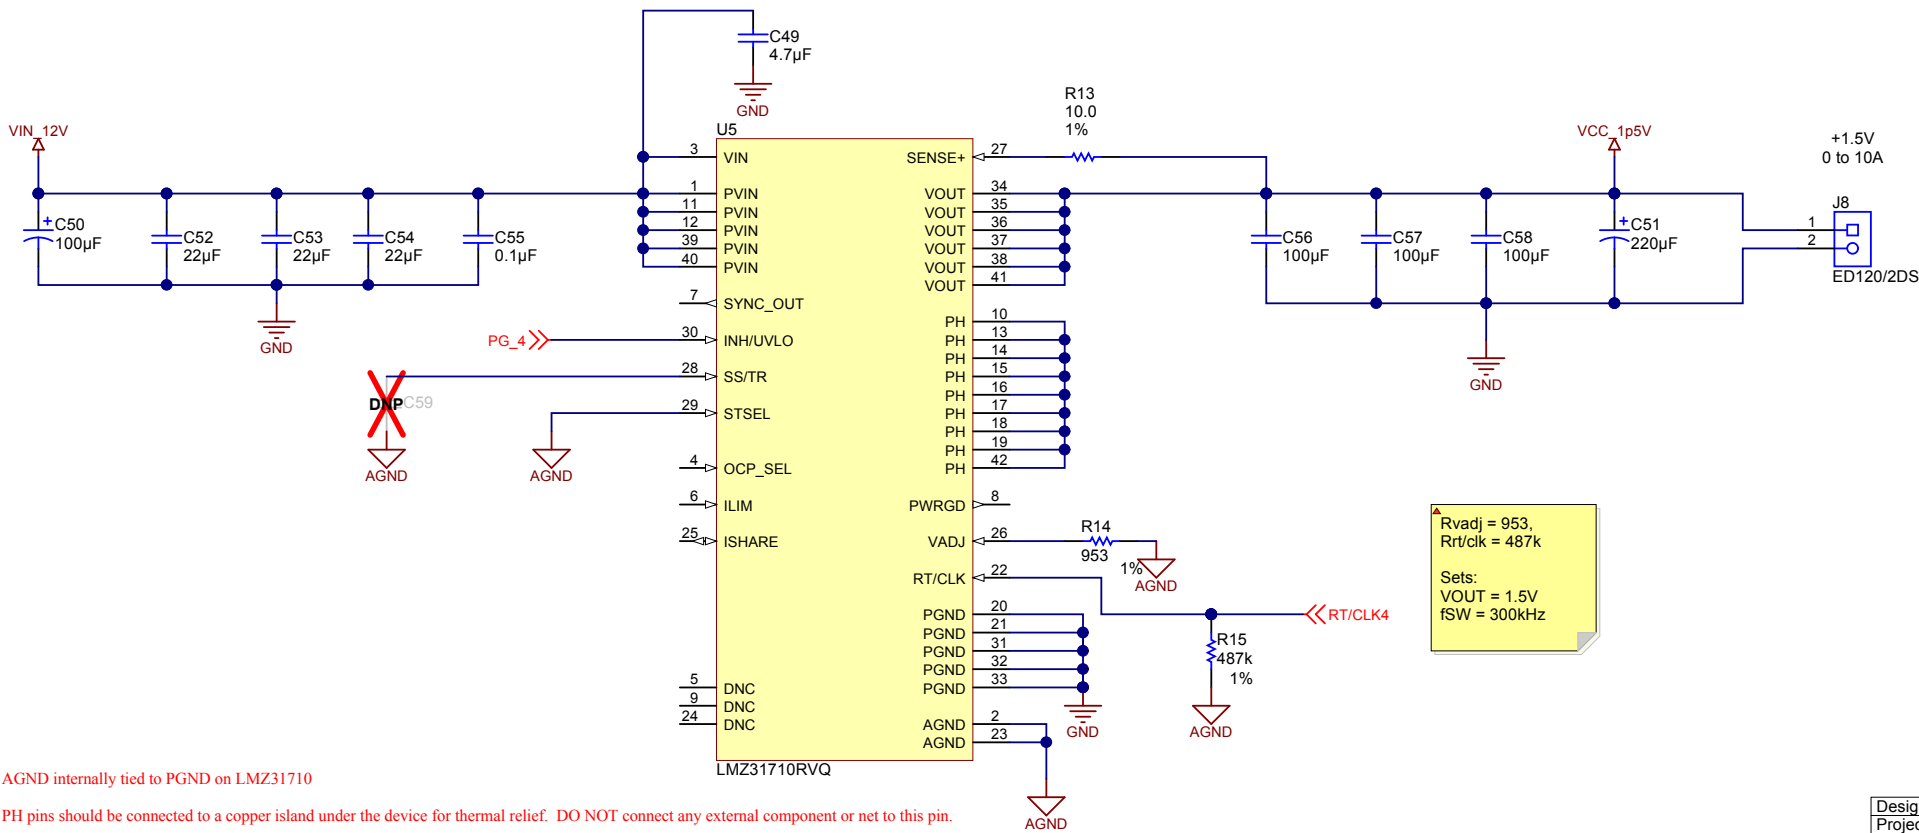 C49
4.7µF
GND
R13
10.0
1%
VIN_12V
U5
VCC_1p5V
+1.5V
0 to 10A
3 VIN
SENSE+ 27
1 PVIN
VOUT 34
11 PVIN
VOUT 35
12 PVIN
VOUT 36
39 PVIN
VOUT 37
40 PVIN
VOUT 38
VOUT 41
C50
100µF
C52
22µF
C53
22µF
C54
22µF
C55
0.1µF
GND
C56
100µF
C57
100µF
C58
100µF
+
C51
220µF
+
GND
J8
1
2
ED120/2DS
7 SYNC_OUT
PG_4
30 INH/UVLO
28 SS/TR
29 STSEL
DNP
C59
AGND
AGND
4 OCP_SEL
6 ILIM
25 ISHARE
PH 10
PH 13
PH 14
PH 15
PH 16
PH 17
PH 18
PH 19
PH 42
PWRGD 8
VADJ 26
RT/CLK 22
R14
953
1%
AGND
RT/CLK4
R15
487k
1%
AGND
PGND 20
PGND 21
PGND 31
PGND 32
PGND 33
GND
5 DNC
9 DNC
24 DNC
AGND 2
AGND 23
AGND
LMZ31710RVQ
Rvadj = 953,
Rrt/clk = 487k
Sets:
VOUT = 1.5V
fSW = 300kHz
AGND internally tied to PGND on LMZ31710
PH pins should be connected to a copper island under the device for thermal relief. DO NOT connect any external component or net to this pin.
Desig
Projec